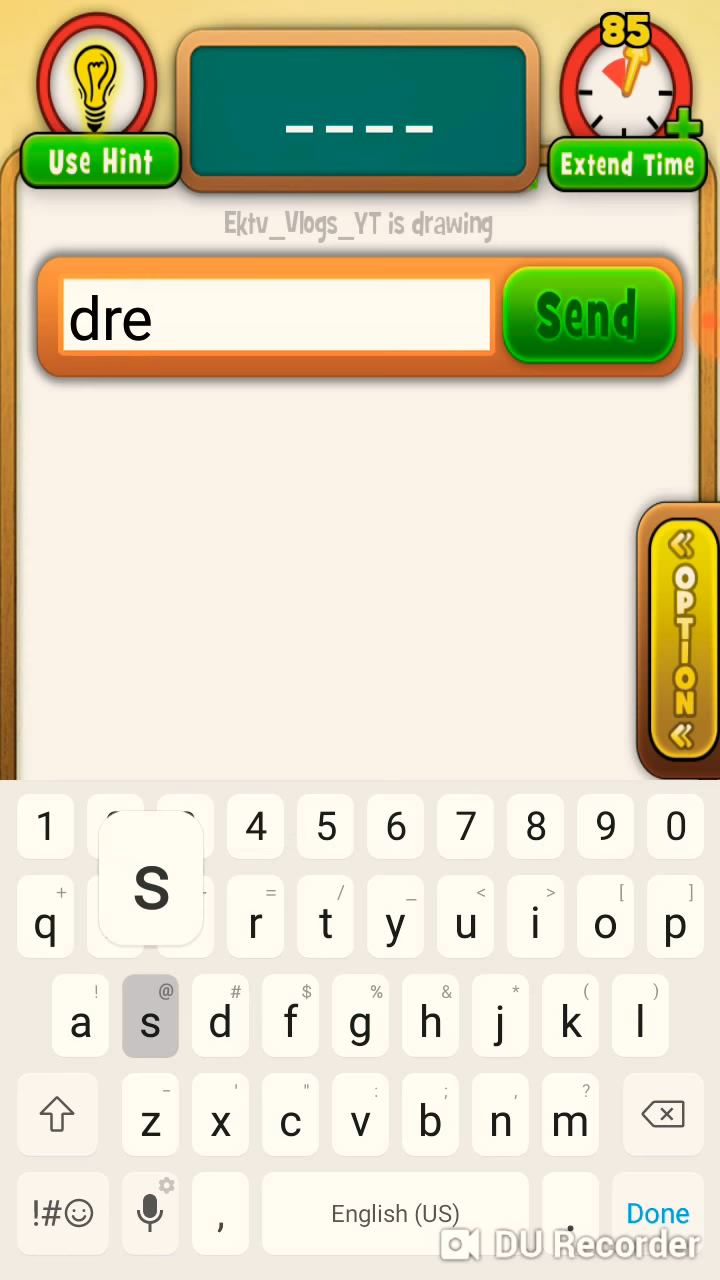 85
_ _ _ _
Use Hint
Extend Time
Ektv_Vlogs_YT is drawing
dre
Send
« OPTION «
1 4 5 6 7 8 9 0
S
+ = / _ < > [ ]
q r t y u i o p
! @ # $ % & * ( )
a s d f g h j k l
- ' " : ; , ?
z x c v b n m
!#☺ , English (US) . Done
DU Recorder